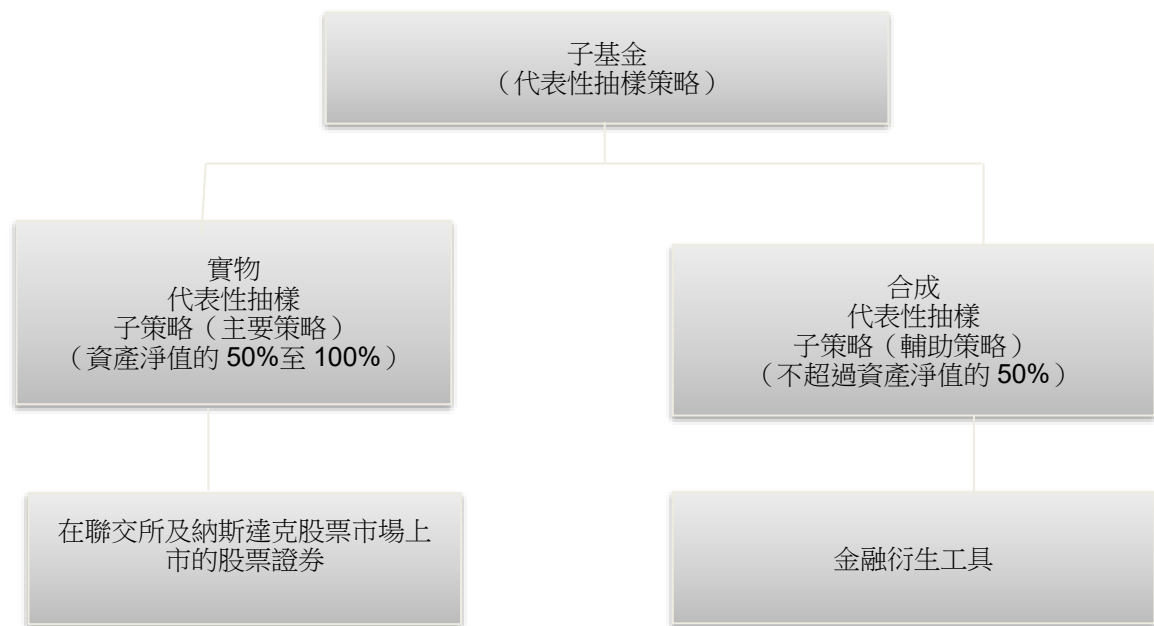 子基金
（代表性抽樣策略）
實物
代表性抽樣
子策略（主要策略）
（資產淨值的 50%至 100%）
合成
代表性抽樣
子策略（輔助策略）
（不超過資產淨值的 50%）
在聯交所及納斯達克股票市場上
市的股票證券
金融衍生工具